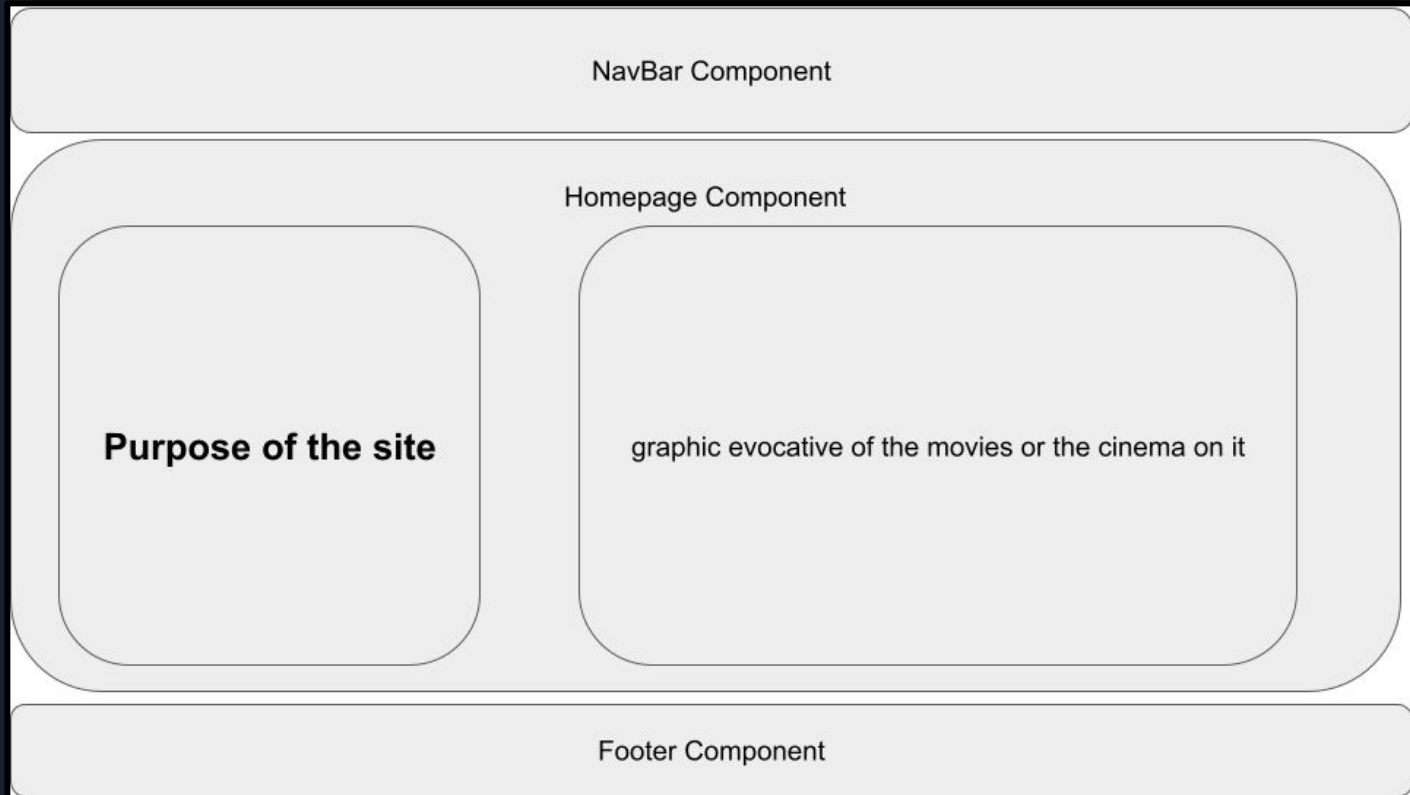 NavBar Component
Homepage Component
Purpose of the site
graphic evocative of the movies or the cinema on it
Footer Component